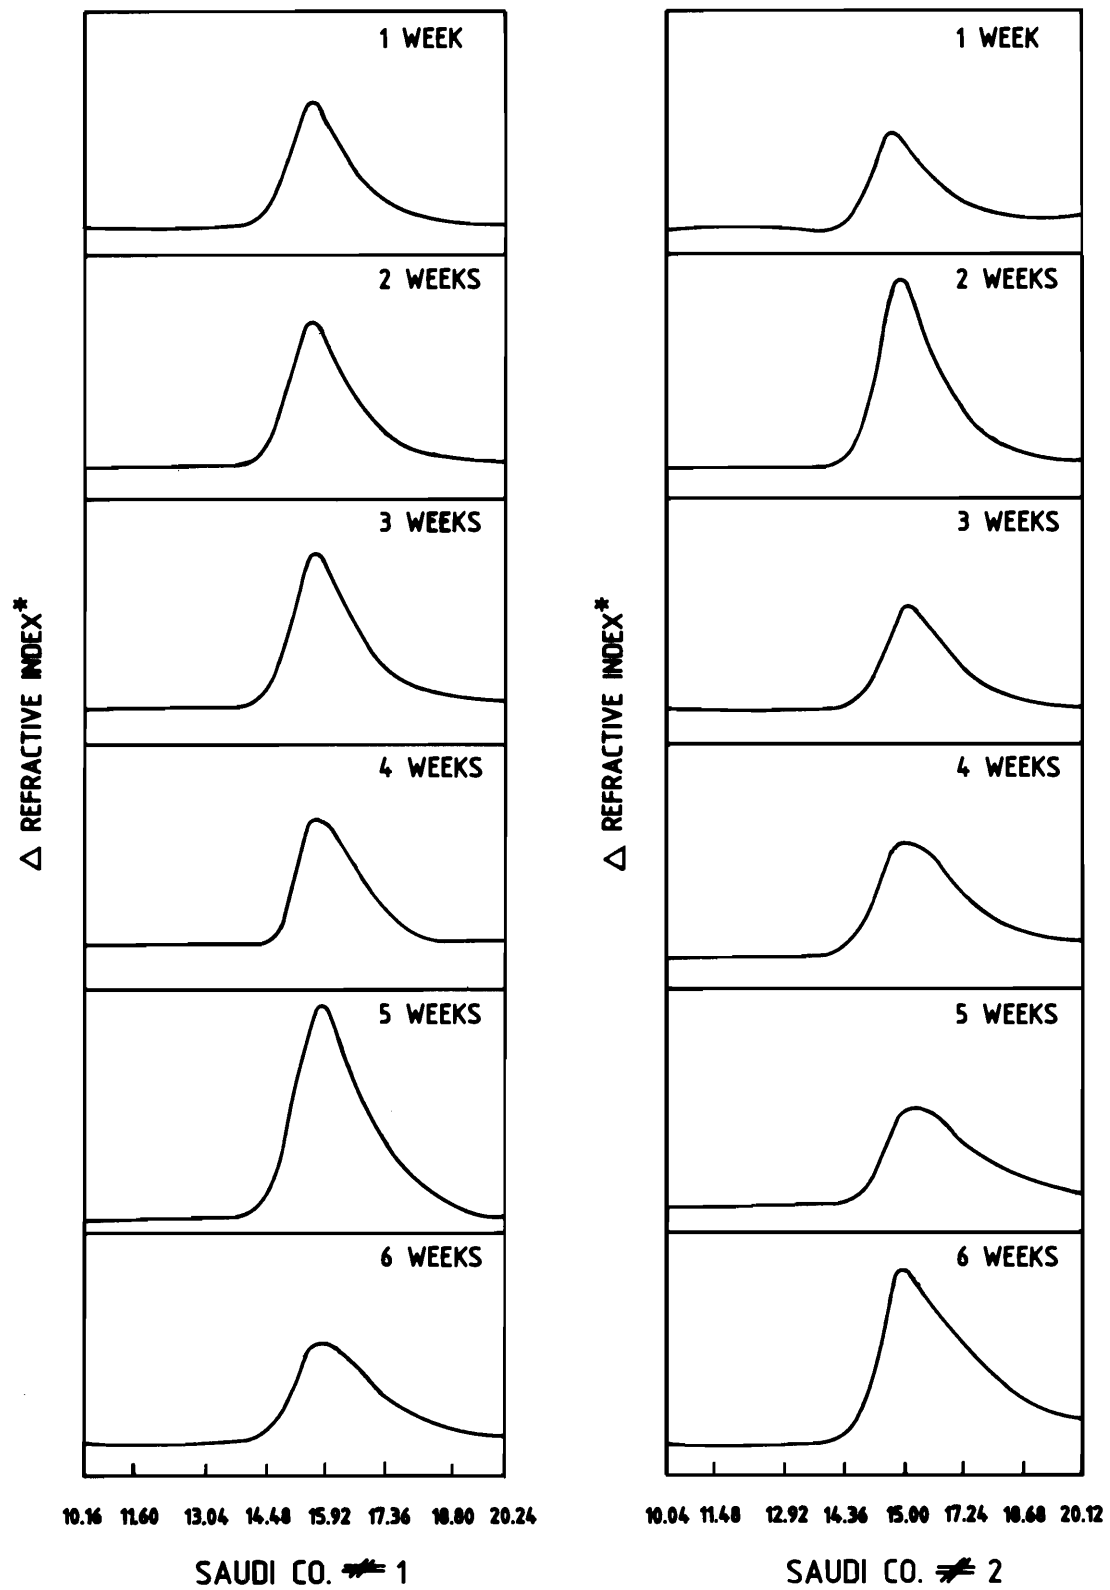 1 WEEK
2 WEEKS
3 WEEKS
4 WEEKS
5 WEEKS
6 WEEKS
Δ REFRACTIVE INDEX*
10.16 11.60 13.04 14.48 15.92 17.36 18.80 20.24
SAUDI CO. # 1
1 WEEK
2 WEEKS
3 WEEKS
4 WEEKS
5 WEEKS
6 WEEKS
Δ REFRACTIVE INDEX*
10.04 11.48 12.92 14.36 15.00 17.24 18.68 20.12
SAUDI CO. # 2